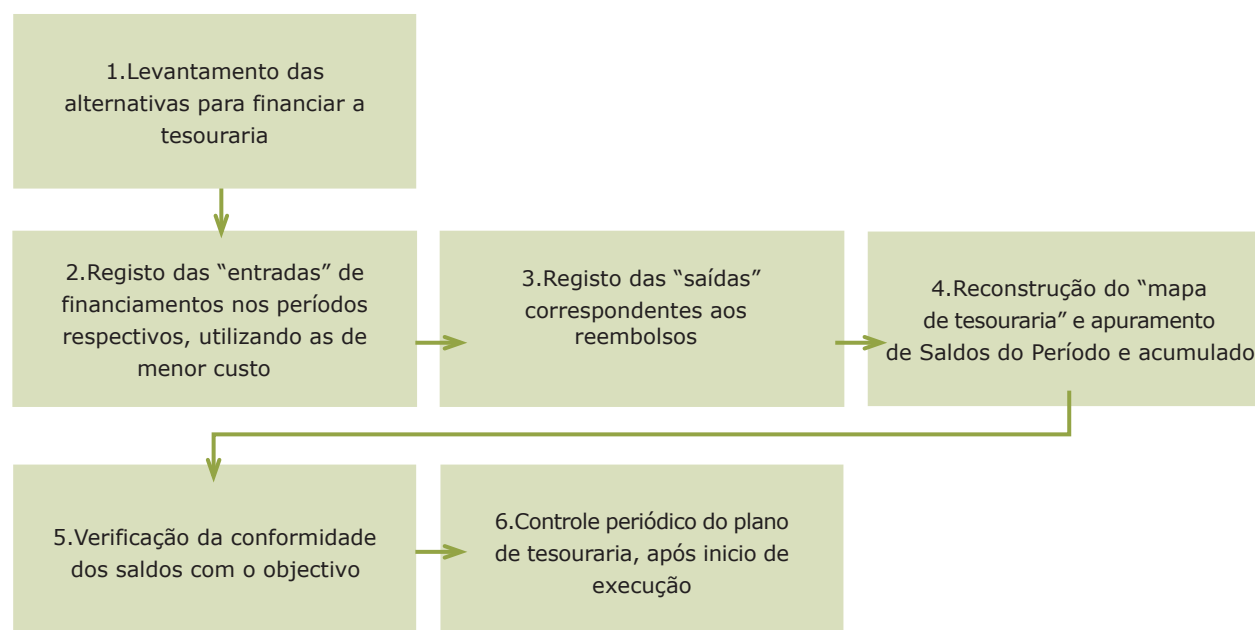 1.Levantamento das
alternativas para financiar a
tesouraria
2.Registo das “entradas” de
financiamentos nos períodos
respectivos, utilizando as de
menor custo
3.Registo das “saídas”
correspondentes aos
reembolsos
4.Reconstrução do “mapa
de tesouraria” e apuramento
de Saldos do Período e acumulado
5.Verificação da conformidade
dos saldos com o objectivo
6.Controle periódico do plano
de tesouraria, após inicio de
execução